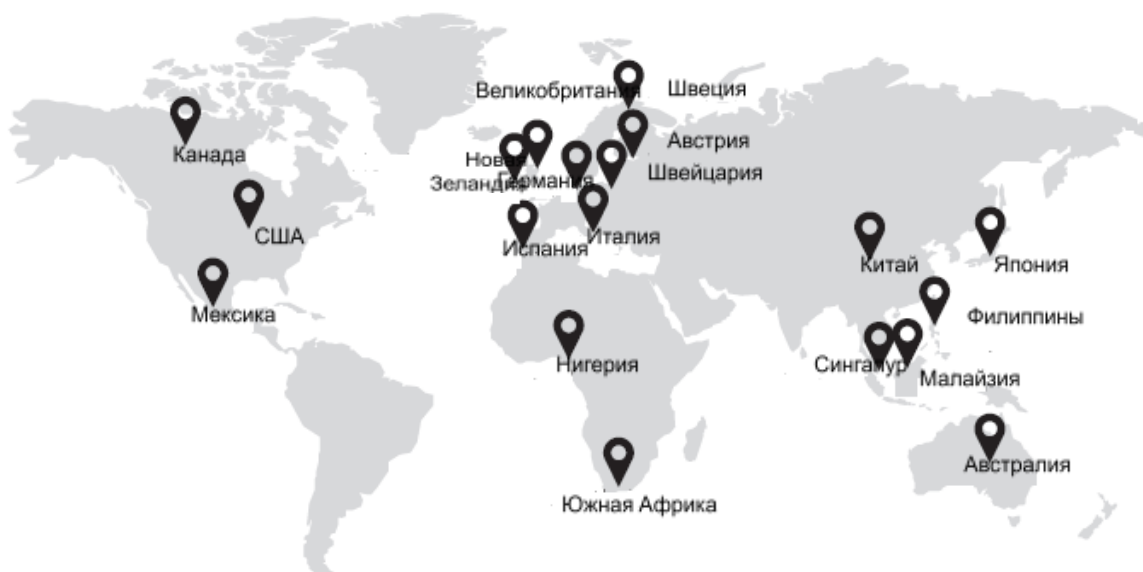 Великобритания
Швеция
Австрия
Канада
Новая
Зеландия
Германия
Швейцария
США
Испания
Италия
Китай
Япония
Мексика
Филиппины
Нигерия
Сингапур
Малайзия
Австралия
Южная Африка